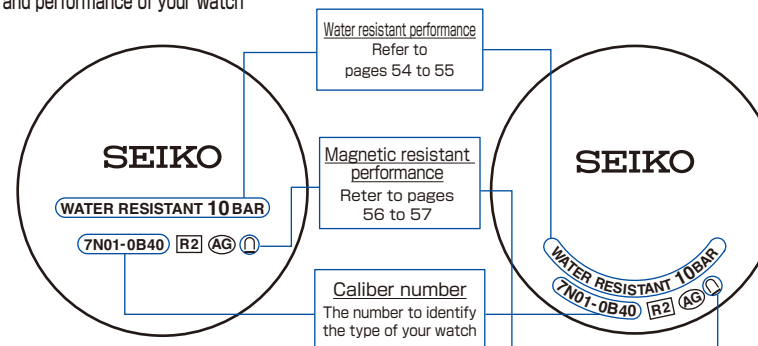 and performance of your watch
Water resistant performance
Refer to
pages 54 to 55
SEIKO
WATER RESISTANT 10 BAR
7N01-0B40 R2 AG
Magnetic resistant
performance
Reter to pages
56 to 57
Caliber number
The number to identify
the type of your watch
SEIKO
WATER RESISTANT 10BAR
7N01-0B40 R2 AG